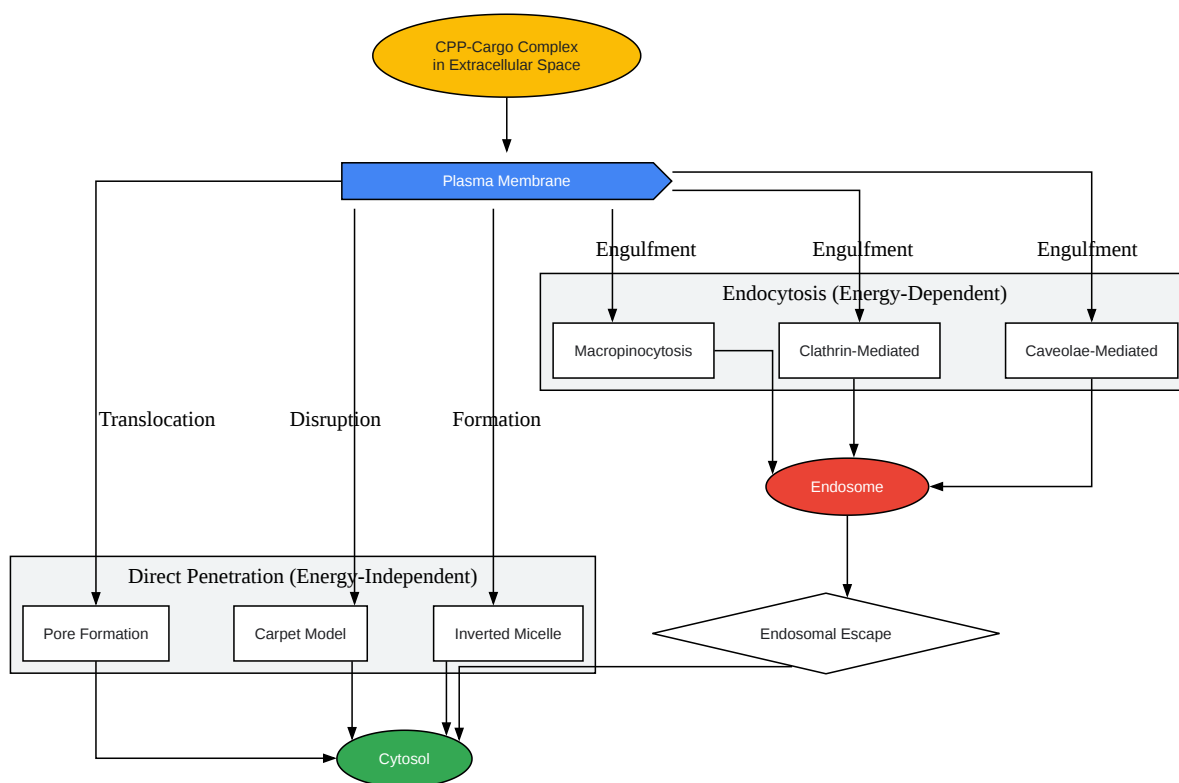 CPP-Cargo Complex
in Extracellular Space
Plasma Membrane
Engulfment
Engulfment
Engulfment
Endocytosis (Energy-Dependent)
Macropinocytosis
Clathrin-Mediated
Caveolae-Mediated
Translocation
Disruption
Formation
Endosome
Direct Penetration (Energy-Independent)
Pore Formation
Carpet Model
Inverted Micelle
Endosomal Escape
Cytosol